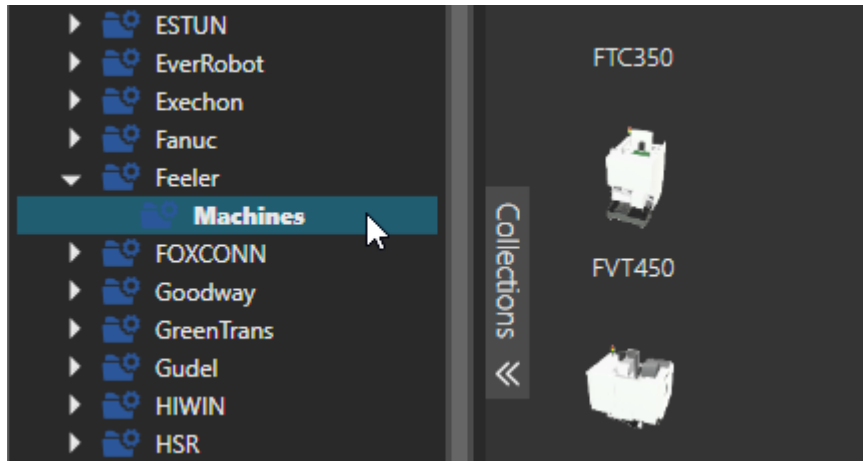 ESTUN
EverRobot
Exechon
Fanuc
Feeler
Machines
FOXCONN
Goodway
GreenTrans
Gudel
HIWIN
HSR
Collections
FTC350
FVT450